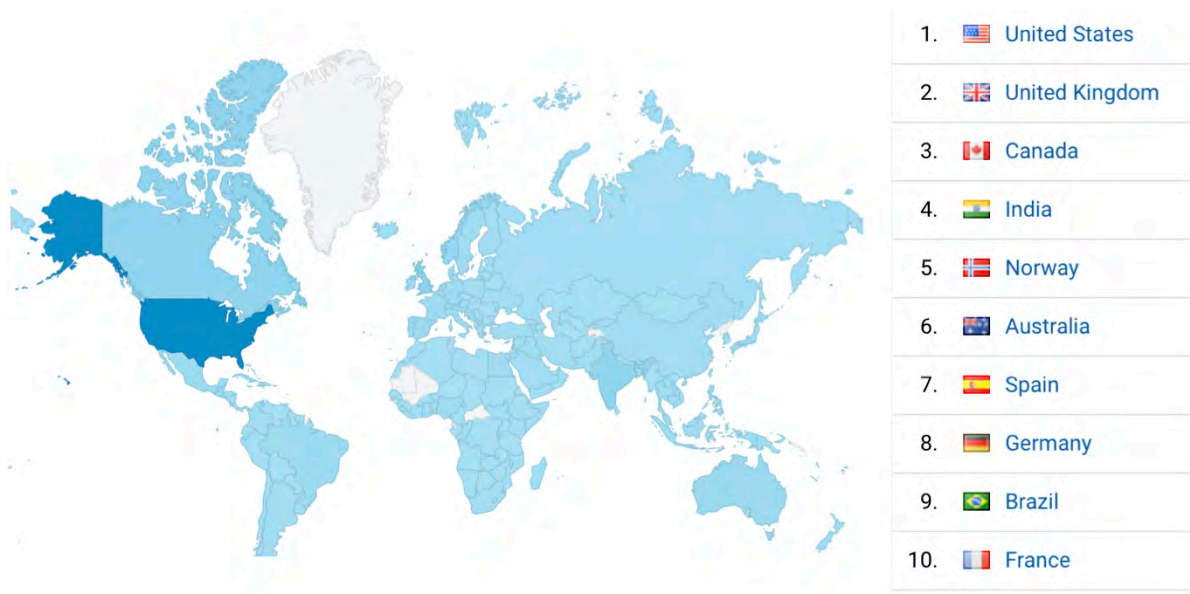 1. United States
2. United Kingdom
3. Canada
4. India
5. Norway
6. Australia
7. Spain
8. Germany
9. Brazil
10. France